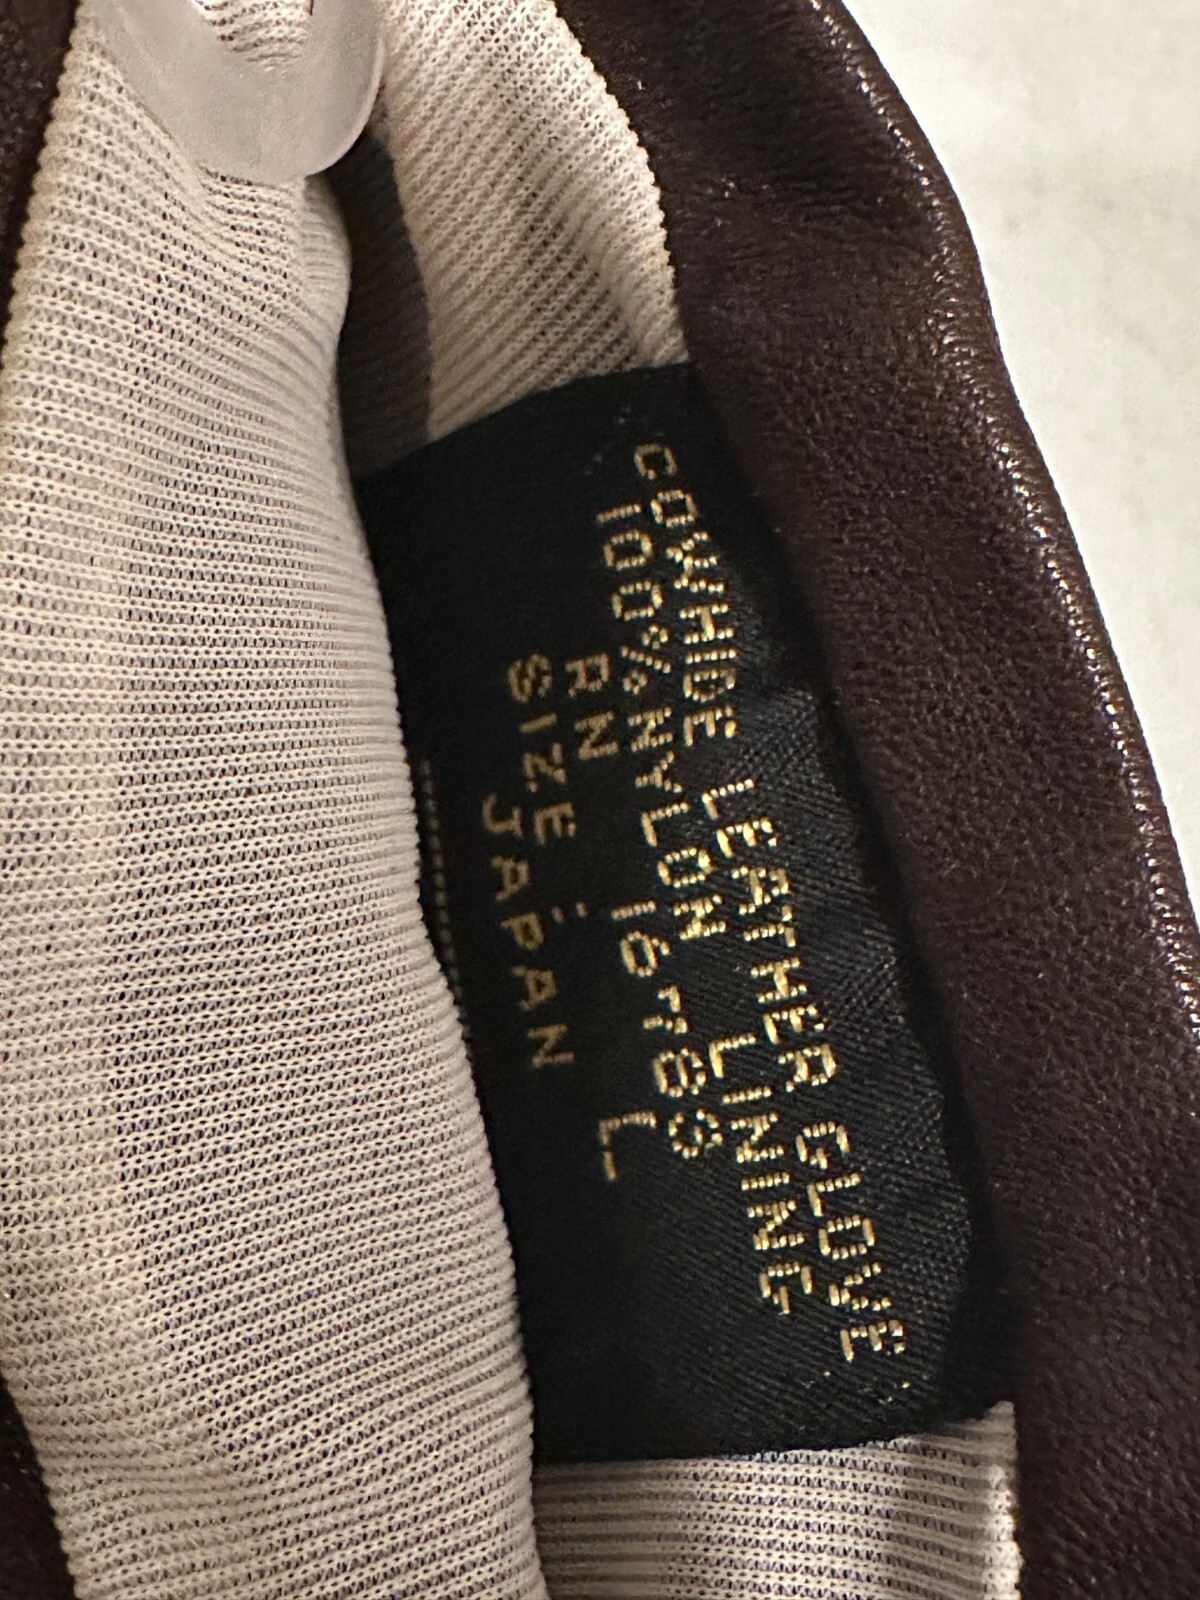 COWHIDE LEATHER GLOVE
100% NYLON LINING
RN 16789
SIZE: L
JAPAN